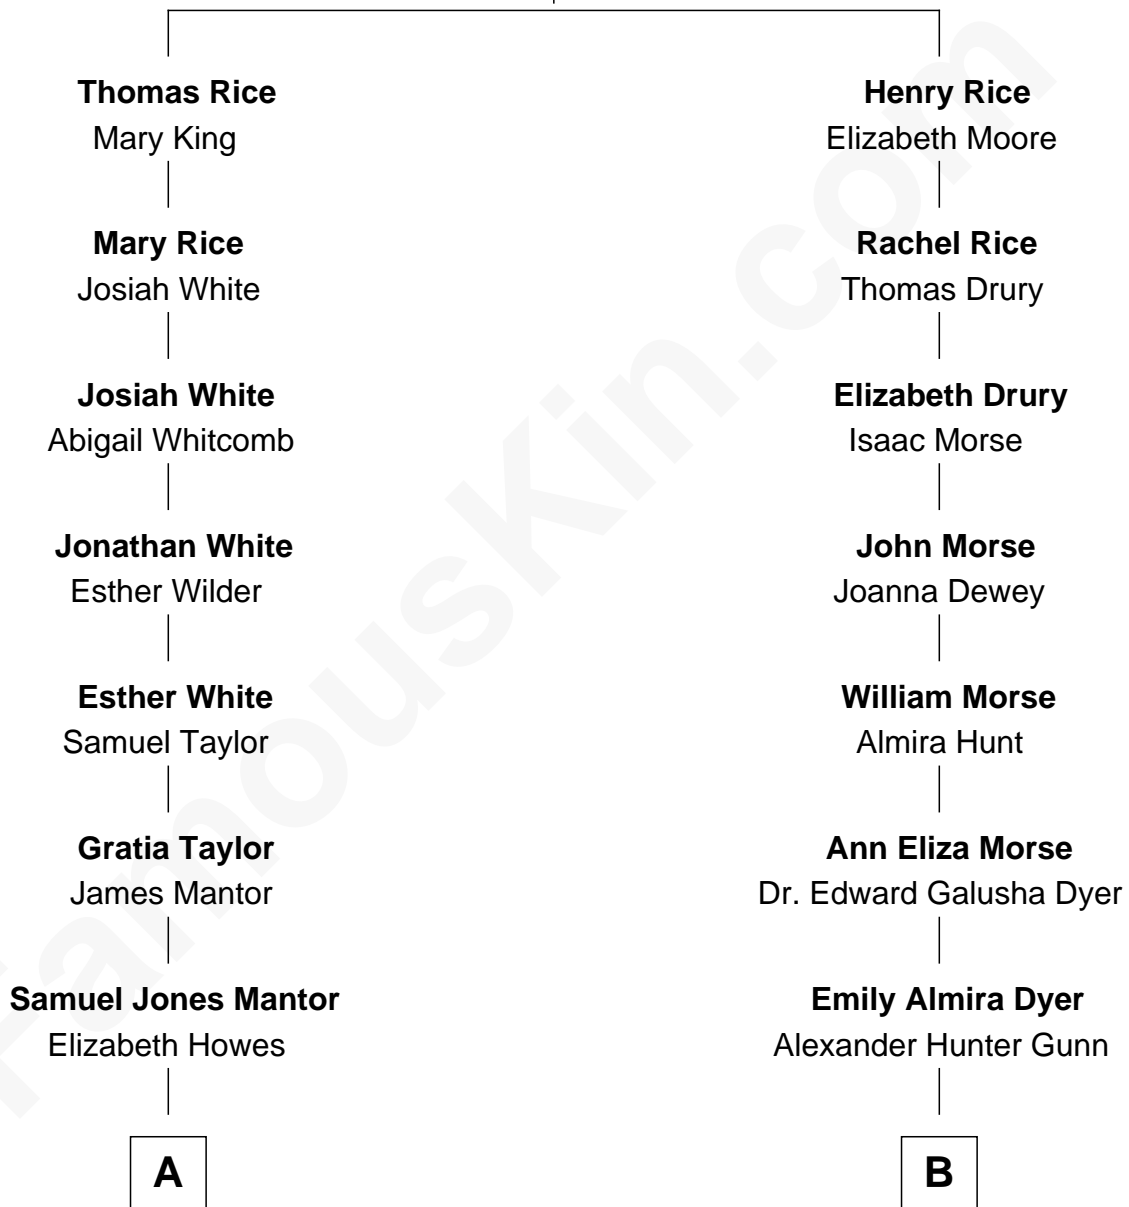 Thomas Rice
Mary King
Henry Rice
Elizabeth Moore
Mary Rice
Josiah White
Rachel Rice
Thomas Drury
Josiah White
Abigail Whitcomb
Elizabeth Drury
Isaac Morse
Jonathan White
Esther Wilder
John Morse
Joanna Dewey
Esther White
Samuel Taylor
William Morse
Almira Hunt
Gratia Taylor
James Mantor
Ann Eliza Morse
Dr. Edward Galusha Dyer
Samuel Jones Mantor
Elizabeth Howes
Emily Almira Dyer
Alexander Hunter Gunn
A
B
FamousKin.com